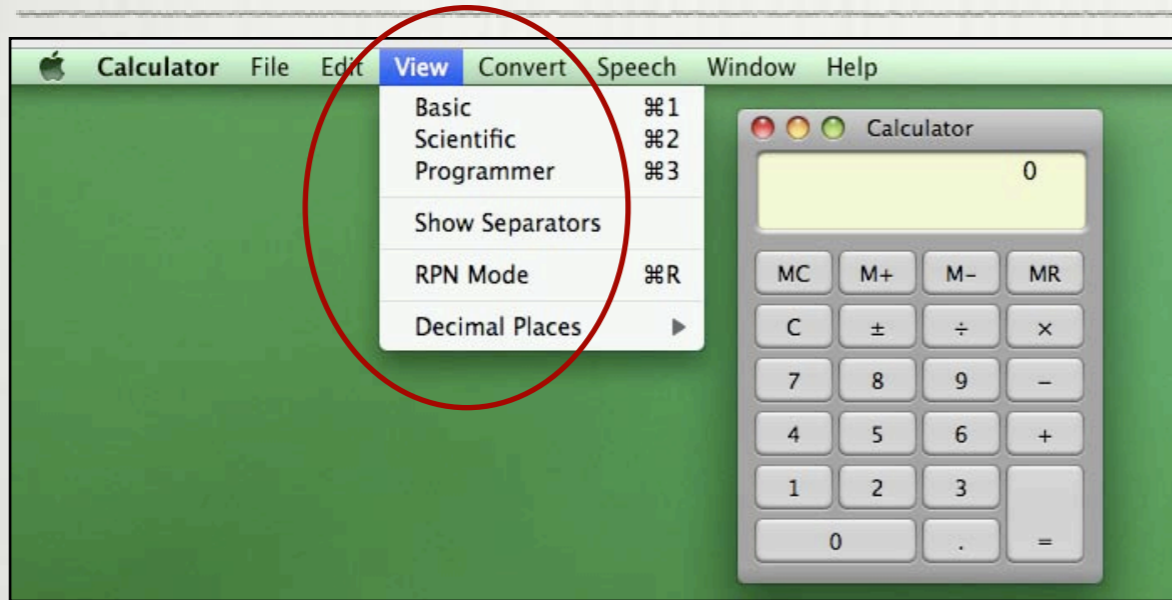 Calculator File Edit View Convert Speech Window Help
Basic ⌘1
Scientific ⌘2
Programmer ⌘3
Show Separators
RPN Mode ⌘R
Decimal Places ▶
Calculator
0
MC M+ M− MR
C ± ÷ ×
7 8 9 −
4 5 6 +
1 2 3
0 . =